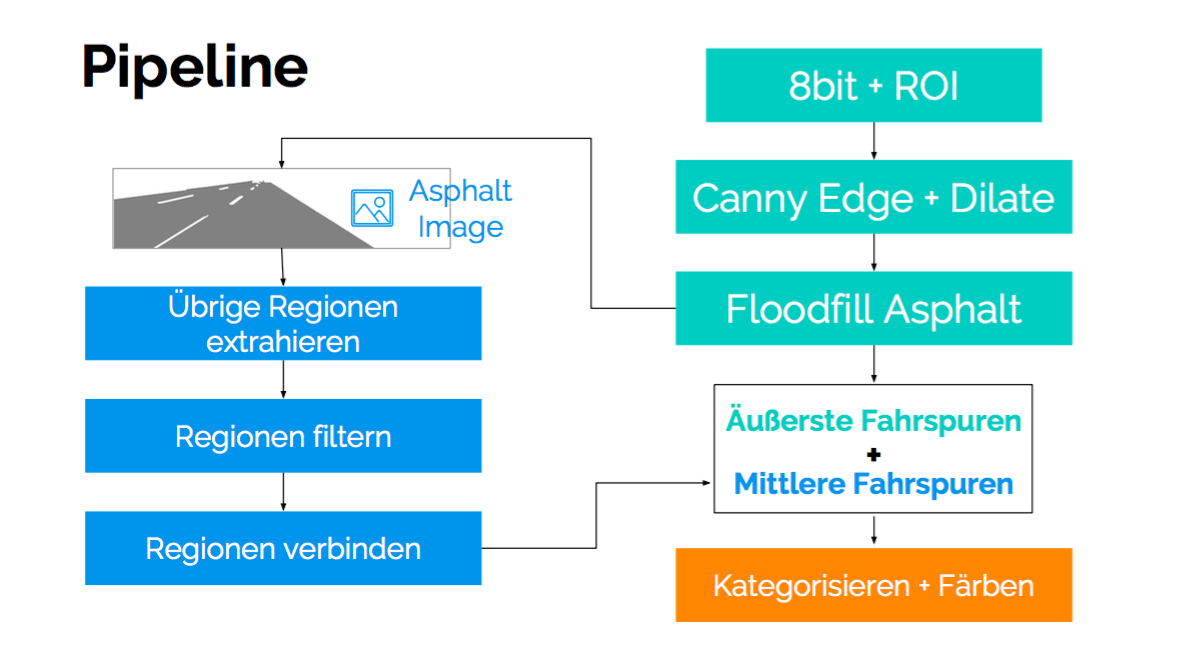 Pipeline
8bit + ROI
Canny Edge + Dilate
Floodfill Asphalt
Asphalt
Image
Übrige Regionen
extrahieren
Regionen filtern
Regionen verbinden
Äußerste Fahrspuren
+
Mittlere Fahrspuren
Kategorisieren + Färben